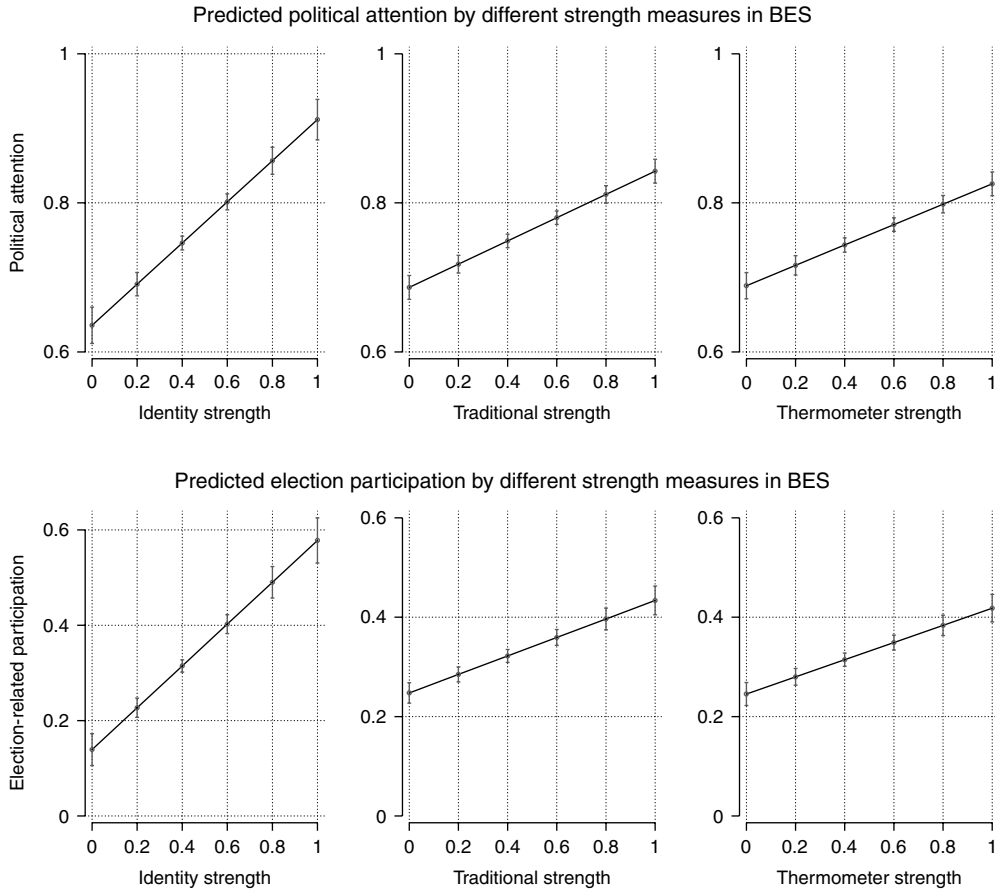 Predicted political attention by different strength measures in BES
Political attention
1
0.8
0.6
0 0.2 0.4 0.6 0.8 1
Identity strength
1
0.8
0.6
0 0.2 0.4 0.6 0.8 1
Traditional strength
1
0.8
0.6
0 0.2 0.4 0.6 0.8 1
Thermometer strength
Predicted election participation by different strength measures in BES
Election-related participation
0.6
0.4
0.2
0
0 0.2 0.4 0.6 0.8 1
Identity strength
0.6
0.4
0.2
0
0 0.2 0.4 0.6 0.8 1
Traditional strength
0.6
0.4
0.2
0
0 0.2 0.4 0.6 0.8 1
Thermometer strength